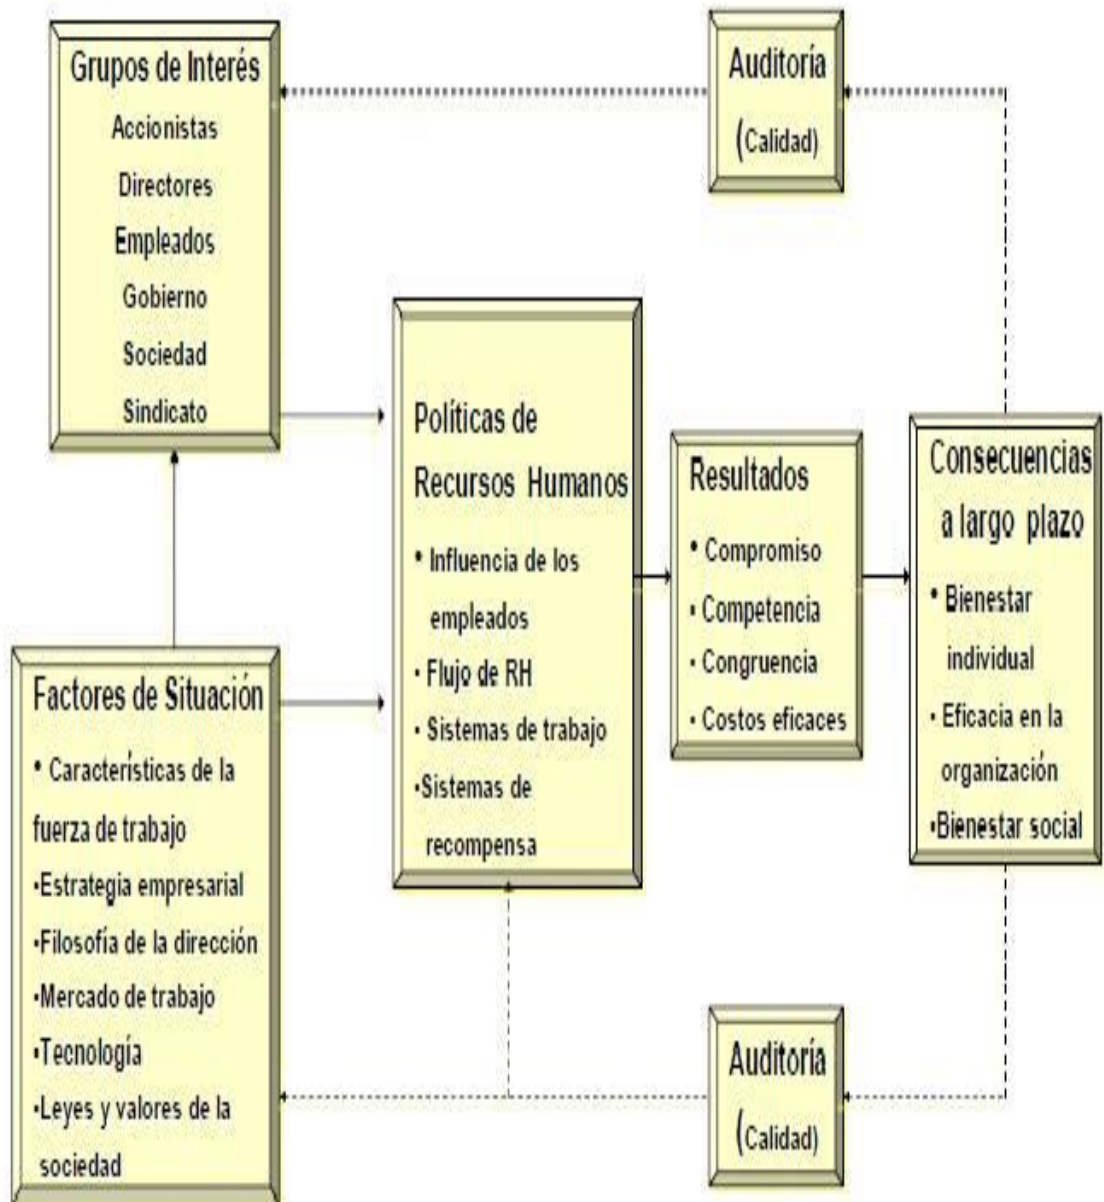 Grupos de Interés
Accionistas
Directores
Empleados
Gobierno
Sociedad
Sindicato
Auditoría
(Calidad)
Políticas de
Recursos Humanos
• Influencia de los
empleados
• Flujo de RH
• Sistemas de trabajo
•Sistemas de
recompensa
Resultados
• Compromiso
• Competencia
• Congruencia
• Costos eficaces
Consecuencias
a largo plazo
• Bienestar
individual
• Eficacia en la
organización
•Bienestar social
Factores de Situación
• Características de la
fuerza de trabajo
•Estrategia empresarial
•Filosofía de la dirección
•Mercado de trabajo
•Tecnología
•Leyes y valores de la
sociedad
Auditoría
(Calidad)